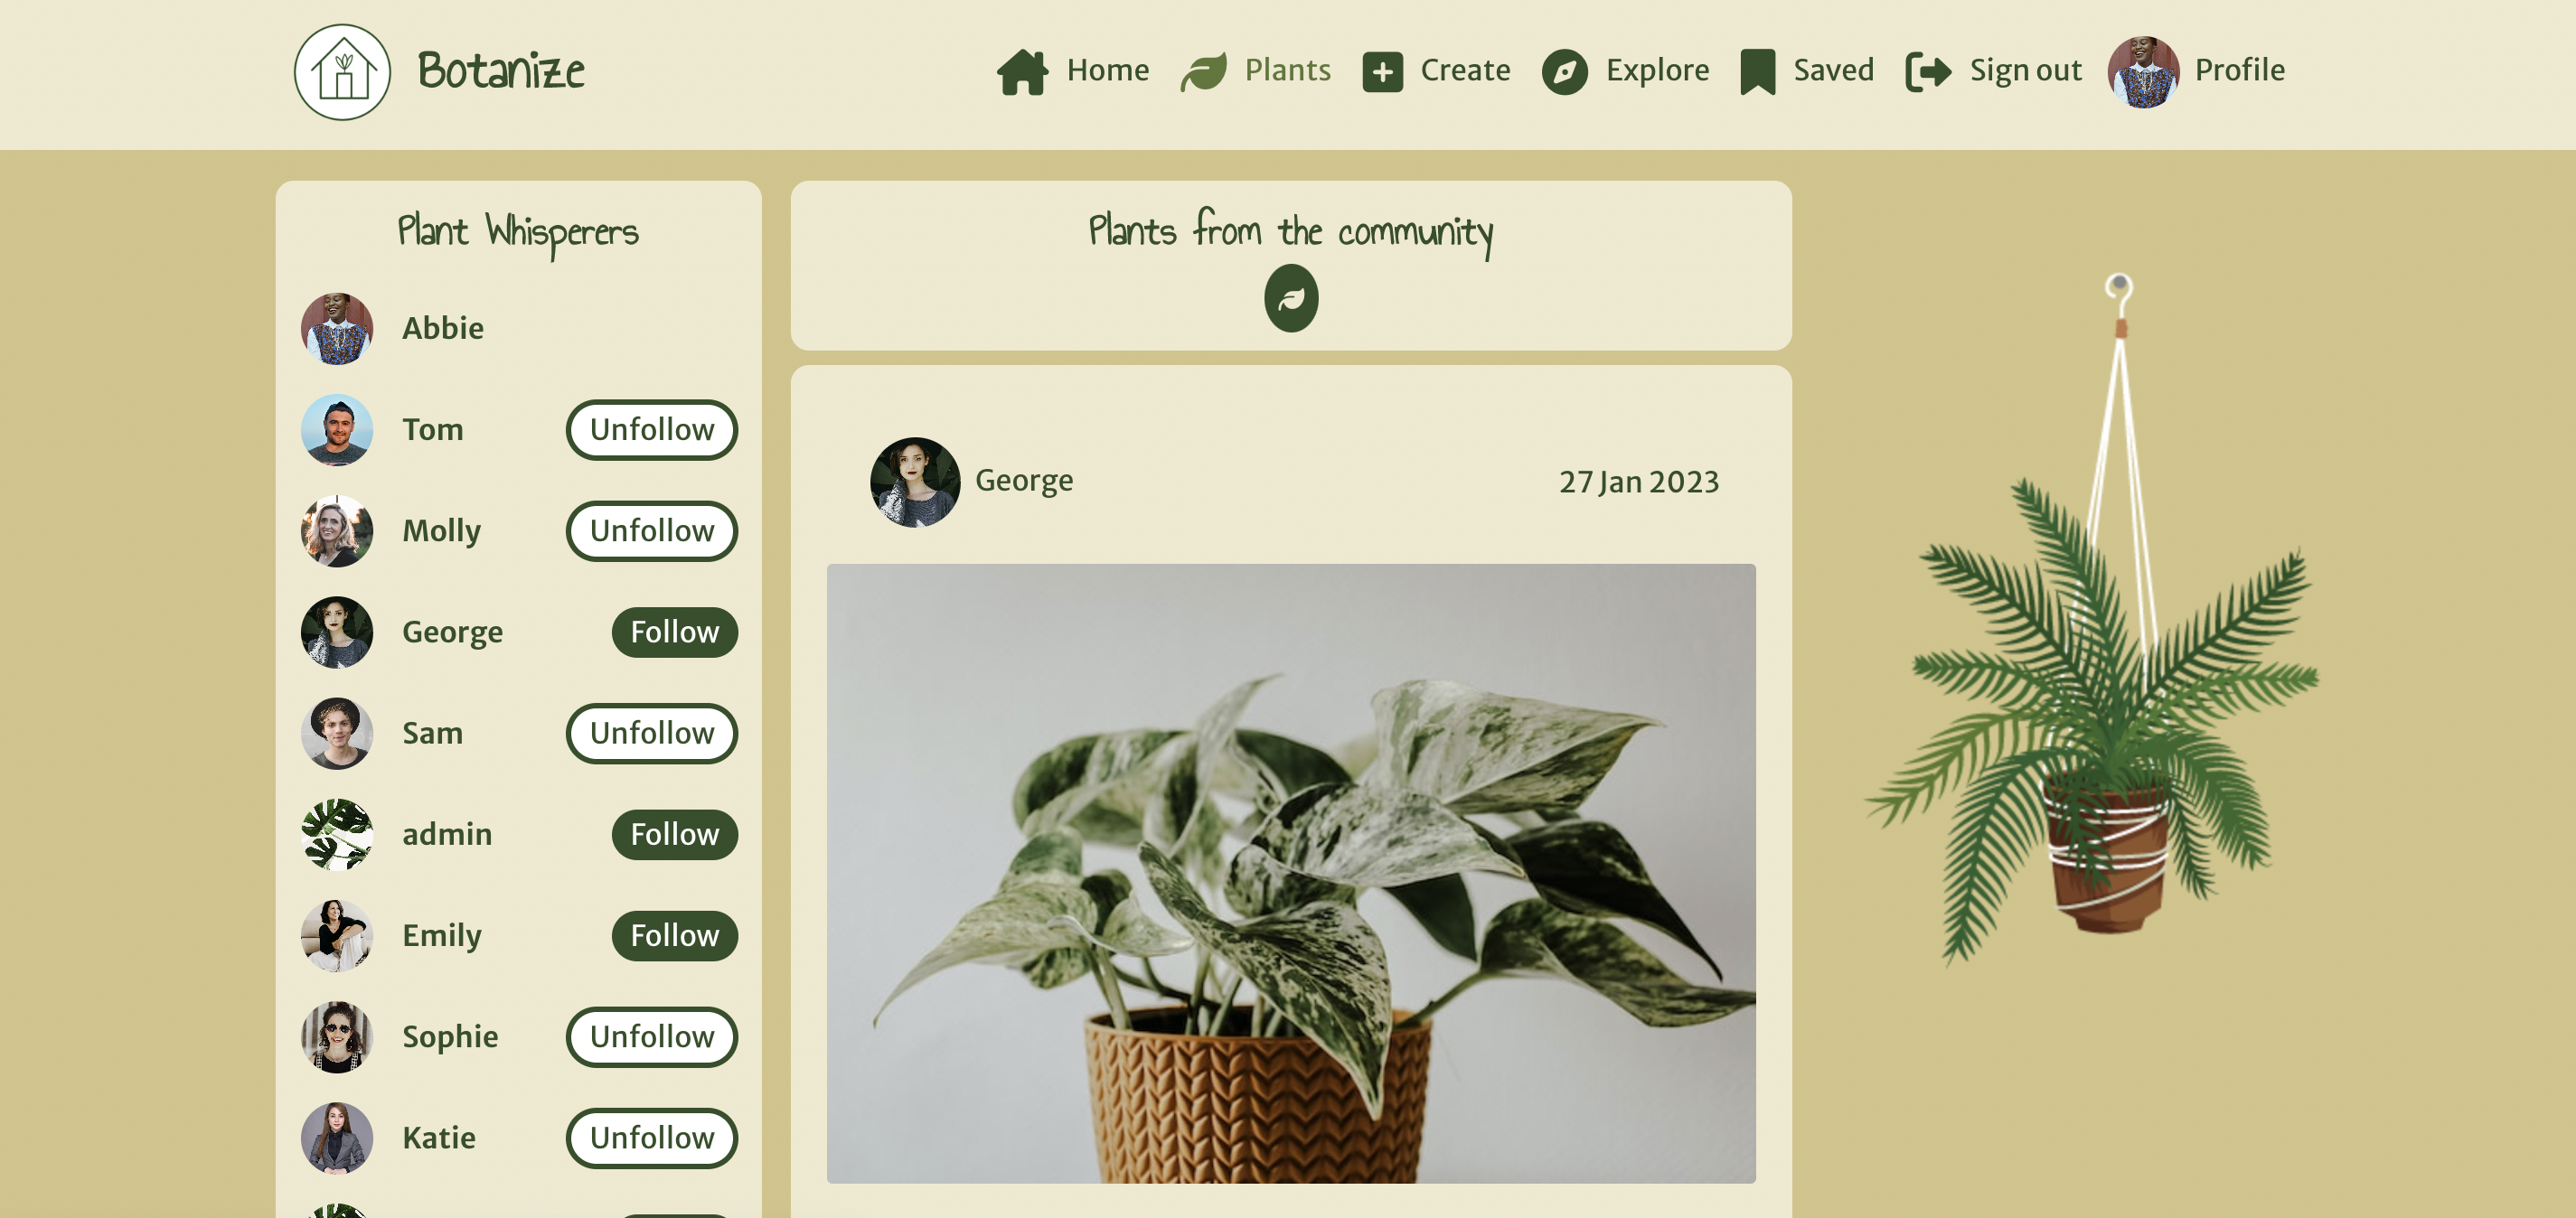 Botanize
Home Plants Create Explore Saved Sign out Profile
Plant Whisperers
Abbie
Tom Unfollow
Molly Unfollow
George Follow
Sam Unfollow
admin Follow
Emily Follow
Sophie Unfollow
Katie Unfollow
Plants from the community
George 27 Jan 2023